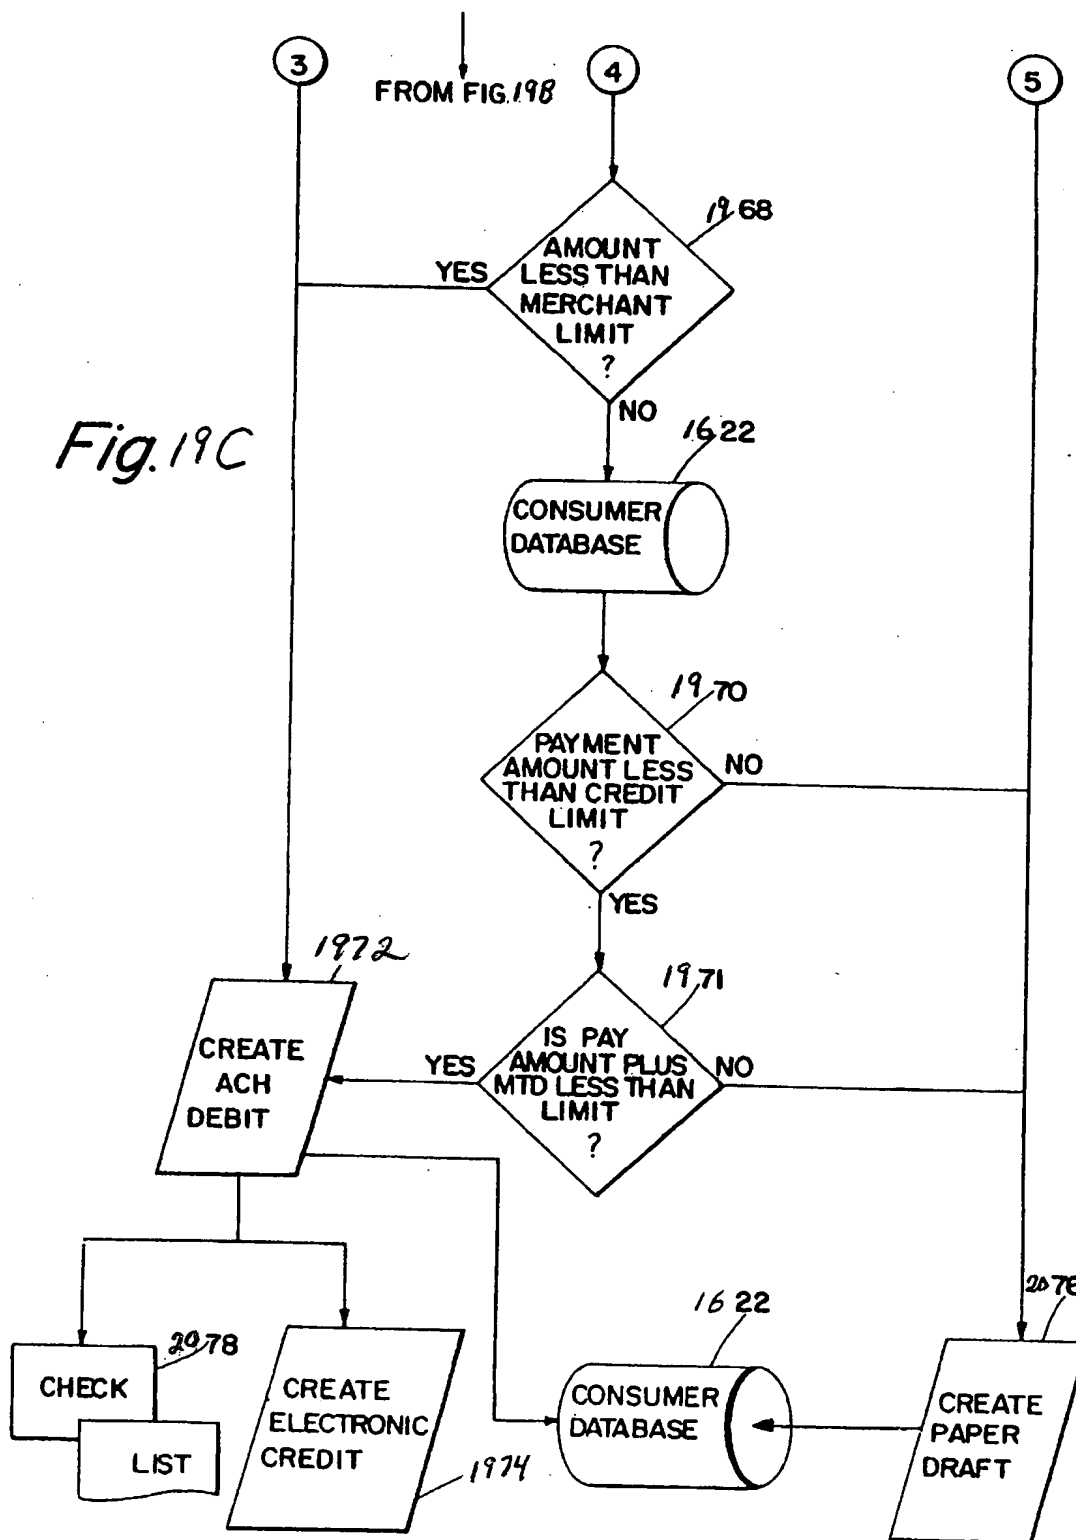 3
FROM FIG. 19B
4
5
1968
AMOUNT
LESS THAN
MERCHANT
LIMIT
?
YES
NO
Fig. 19C
1622
CONSUMER
DATABASE
1970
PAYMENT
AMOUNT LESS
THAN CREDIT
LIMIT
?
NO
YES
1972
1971
CREATE
ACH
DEBIT
YES
IS PAY
AMOUNT PLUS
MTD LESS THAN
LIMIT
?
NO
2078
CHECK
LIST
CREATE
ELECTRONIC
CREDIT
1974
1622
CONSUMER
DATABASE
CREATE
PAPER
DRAFT